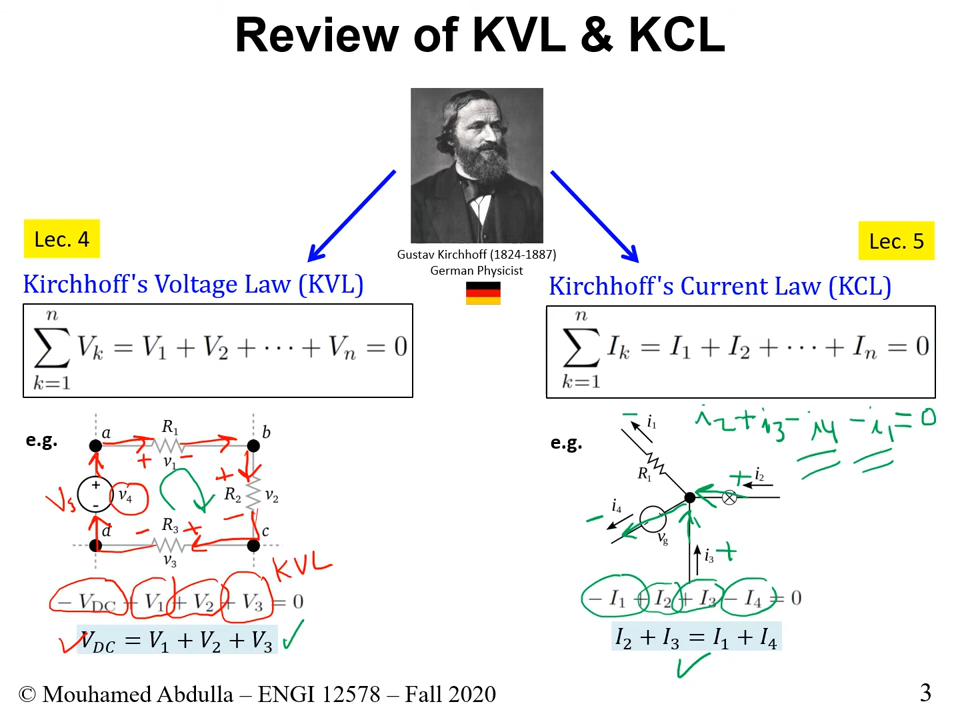 Review of KVL & KCL
Gustav Kirchhoff (1824-1887)
German Physicist
Lec. 4
Kirchhoff's Voltage Law (KVL)
n
∑ V_k = V_1 + V_2 + ⋯ + V_n = 0
k=1
e.g.
a
R_1
b
+ v_1 −
V_s
+
v_4
-
+
R_2
v_2
−
d
− R_3 +
c
v_3
KVL
− V_DC + V_1 + V_2 + V_3 = 0
V_DC = V_1 + V_2 + V_3
Lec. 5
Kirchhoff's Current Law (KCL)
n
∑ I_k = I_1 + I_2 + ⋯ + I_n = 0
k=1
i_2 + i_3 − i_4 − i_1 = 0
e.g.
− i_1
R_1
+ i_2
i_4
−
v_g
i_3 +
− I_1 + I_2 + I_3 − I_4 = 0
I_2 + I_3 = I_1 + I_4
© Mouhamed Abdulla – ENGI 12578 – Fall 2020
3